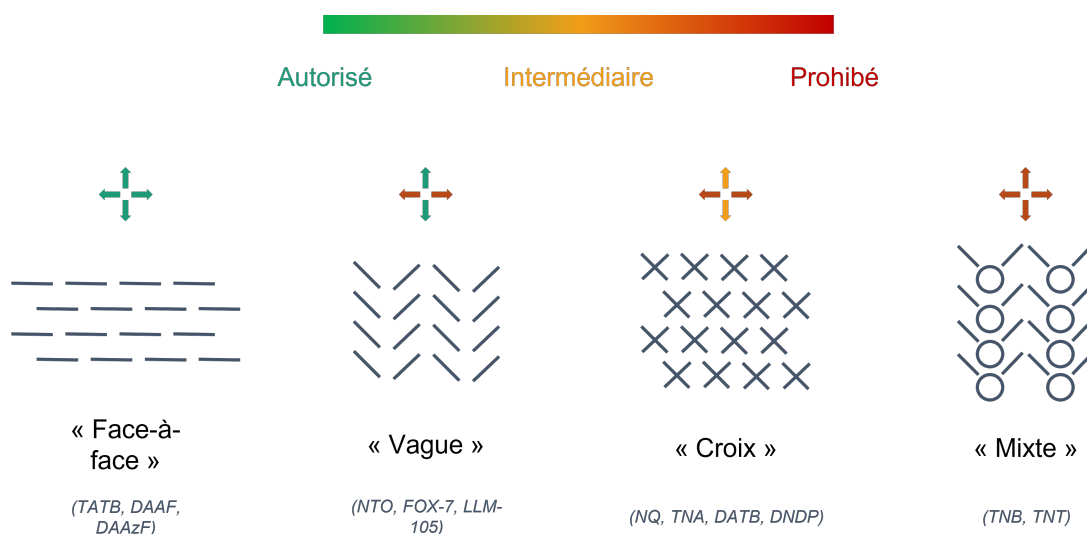 Autorisé Intermédiaire Prohibé
« Face-à-
face »
« Vague »
« Croix »
« Mixte »
(TATB, DAAF,
DAAzF)
(NTO, FOX-7, LLM-
105)
(NQ, TNA, DATB, DNDP)
(TNB, TNT)